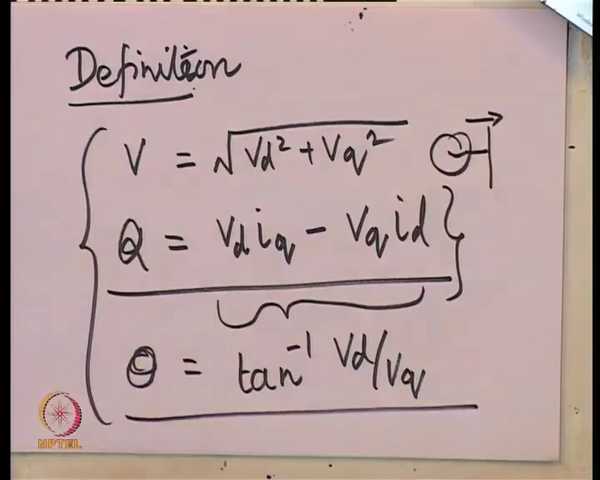 Definition
V = √Vd² + Vq²
Q = Vd iq - Vq id
θ = tan⁻¹ Vd/Vq
NPTEL